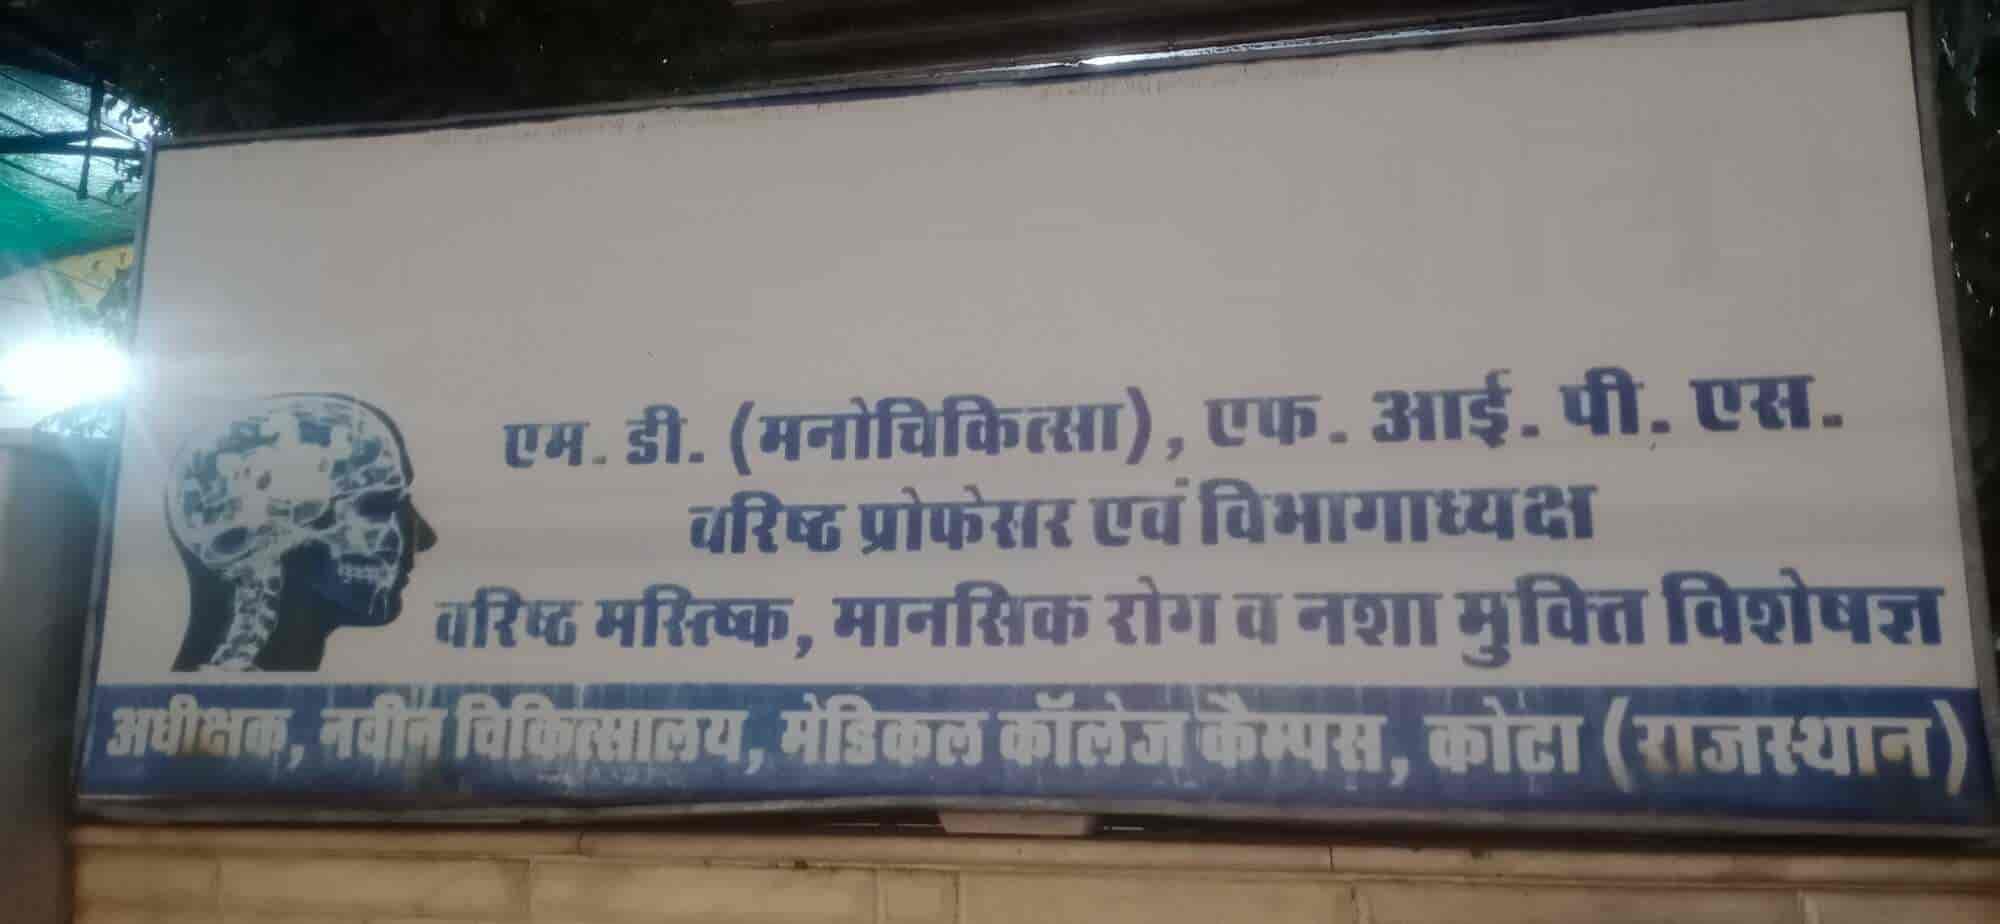 एम. डी. (मनोचिकित्सा), एफ. आई. पी. एस.
वरिष्ठ प्रोफेसर एवं विभागाध्यक्ष
वरिष्ठ मस्तिष्क, मानसिक रोग व नशा मुक्ति विशेषज्ञ
अधीक्षक, नवीन चिकित्सालय, मेडिकल कॉलेज कैम्पस, कोटा (राजस्थान)